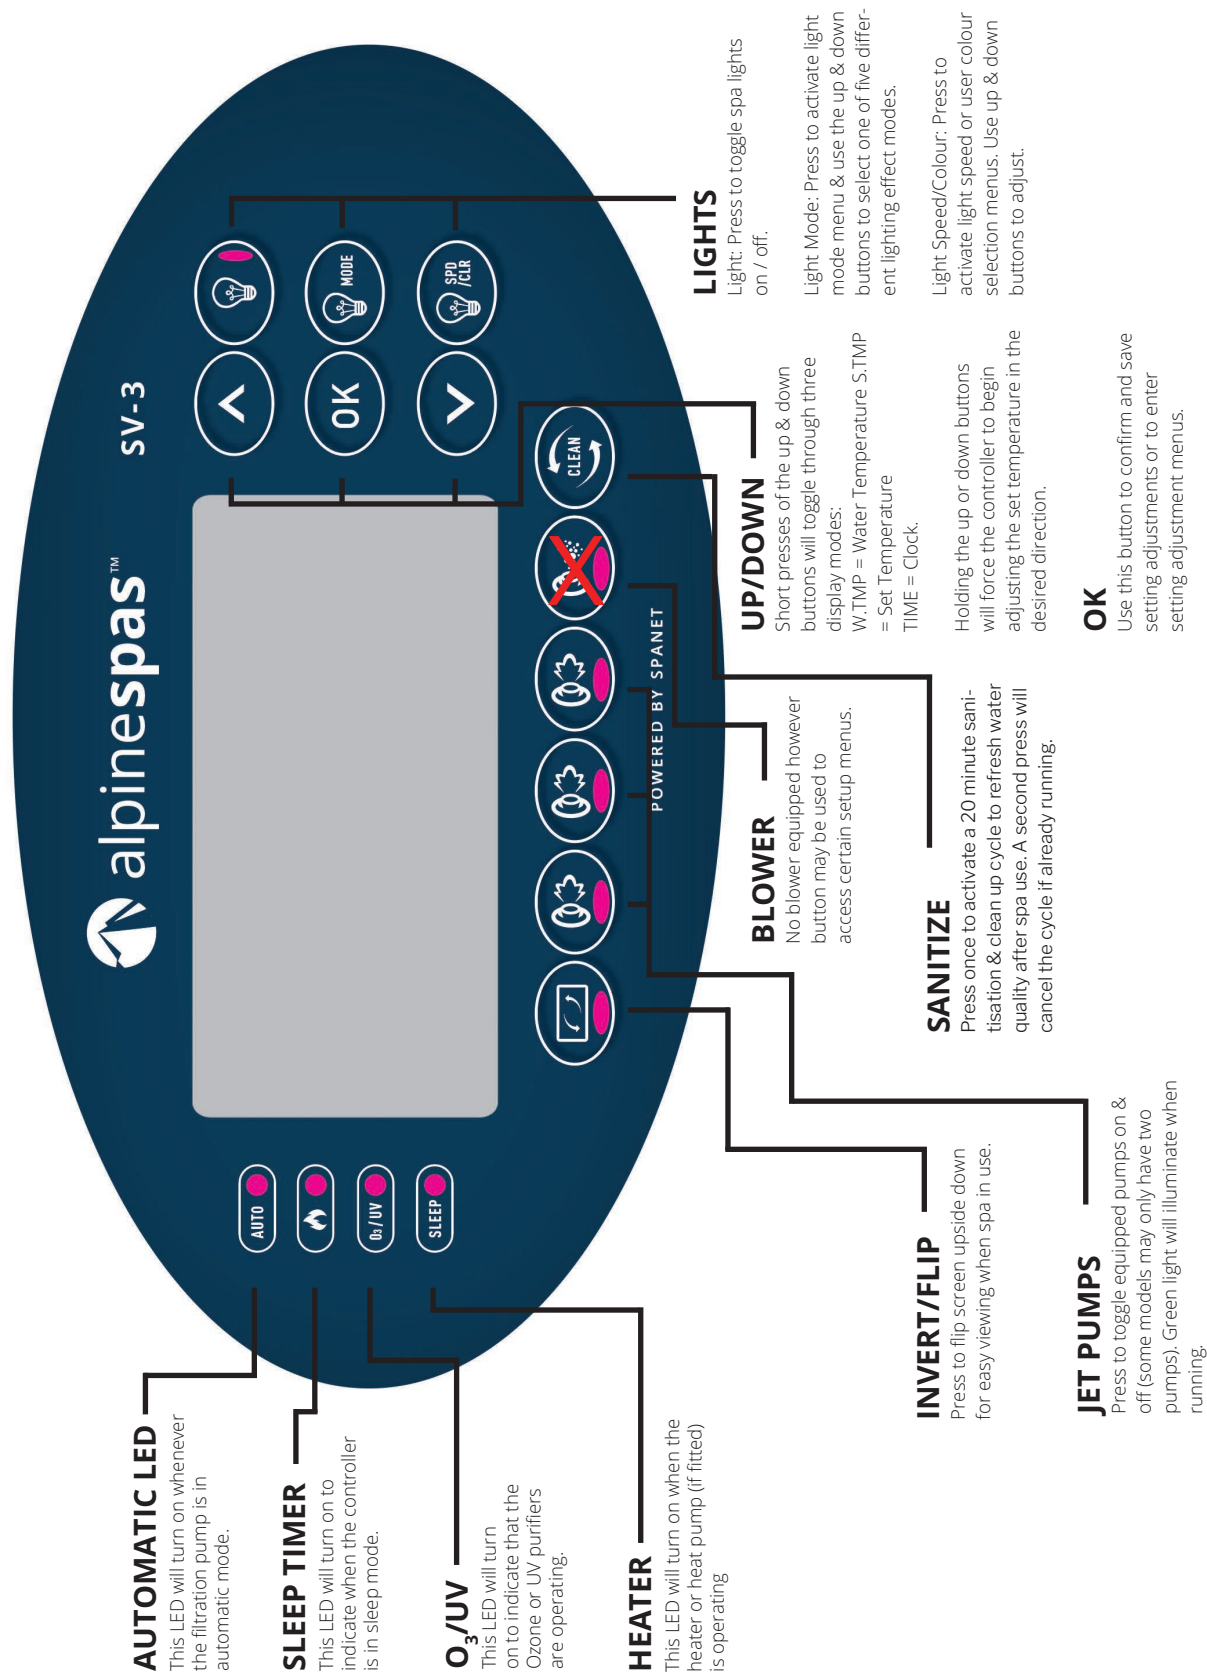 alpinespas™
SV-3
AUTO
O3/UV
SLEEP
OK
MODE
SPD
/CLR
CLEAN
POWERED BY SPANET
AUTOMATIC LED
This LED will turn on whenever
the filtration pump is in
automatic mode.
SLEEP TIMER
This LED will turn on to
indicate when the controller
is in sleep mode.
O3/UV
This LED will turn
on to indicate that the
Ozone or UV purifiers
are operating.
HEATER
This LED will turn on when the
heater or heat pump (if fitted)
is operating
INVERT/FLIP
Press to flip screen upside down
for easy viewing when spa in use.
JET PUMPS
Press to toggle equipped pumps on &
off (some models may only have two
pumps). Green light will illuminate when
running.
BLOWER
No blower equipped however
button may be used to
access certain setup menus.
SANITIZE
Press once to activate a 20 minute sani-
tisation & clean up cycle to refresh water
quality after spa use. A second press will
cancel the cycle if already running.
UP/DOWN
Short presses of the up & down
buttons will toggle through three
display modes:
W.TMP = Water Temperature S.TMP
= Set Temperature
TIME = Clock.
Holding the up or down buttons
will force the controller to begin
adjusting the set temperature in the
desired direction.
OK
Use this button to confirm and save
setting adjustments or to enter
setting adjustment menus.
LIGHTS
Light: Press to toggle spa lights
on / off.
Light Mode: Press to activate light
mode menu & use the up & down
buttons to select one of five differ-
ent lighting effect modes.
Light Speed/Colour: Press to
activate light speed or user colour
selection menus. Use up & down
buttons to adjust.